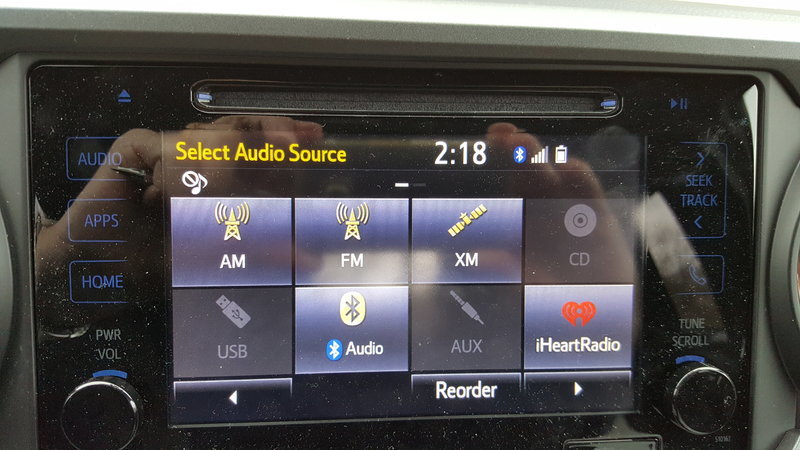 Select Audio Source 2:18
AUDIO
APPS
HOME
PWR
VOL
AM FM XM CD
USB Audio AUX iHeartRadio
Reorder
SEEK
TRACK
TUNE
SCROLL